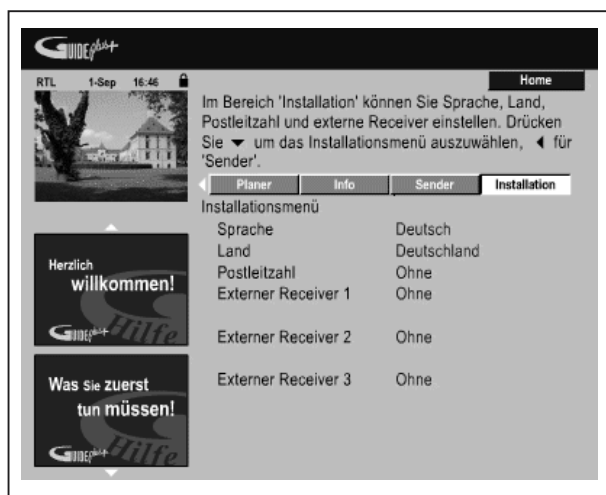 GUIDE plus+
RTL 1-Sep 16:46
Home
Im Bereich 'Installation' können Sie Sprache, Land,
Postleitzahl und externe Receiver einstellen. Drücken
Sie ▼ um das Installationsmenü auszuwählen, ◀ für
'Sender'.
Planer Info Sender Installation
Installationsmenü
Sprache Deutsch
Land Deutschland
Postleitzahl Ohne
Externer Receiver 1 Ohne
Externer Receiver 2 Ohne
Externer Receiver 3 Ohne
Herzlich
willkommen!
GUIDE plus+ Hilfe
Was Sie zuerst
tun müssen!
GUIDE plus+ Hilfe